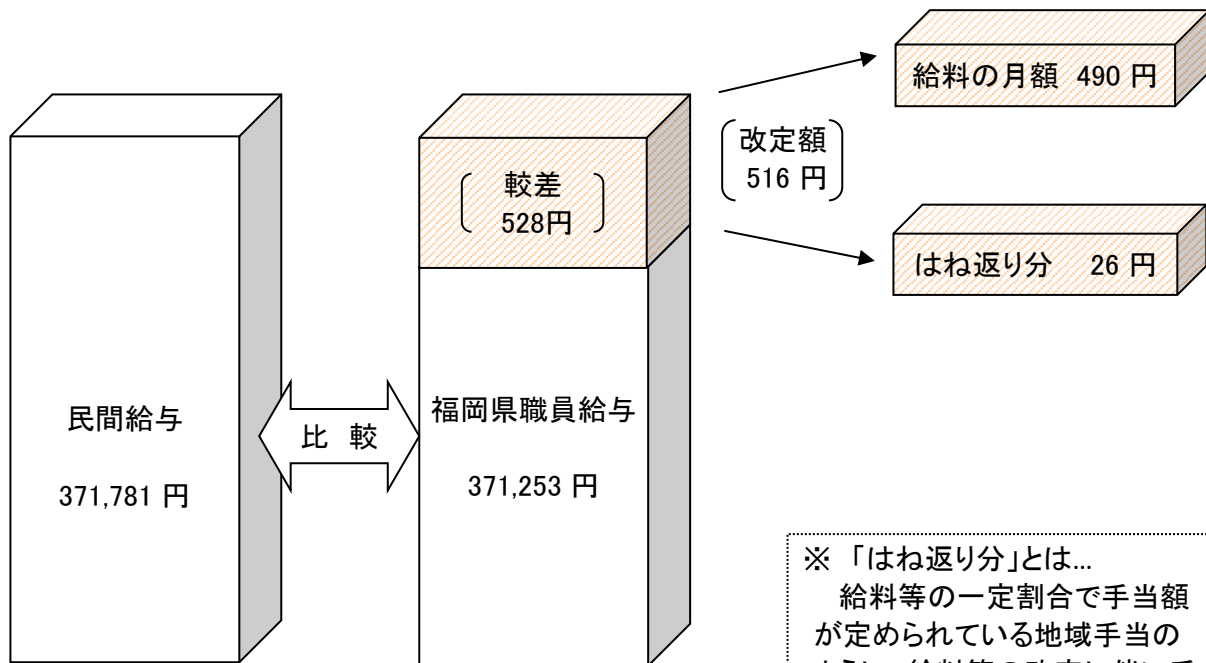 給料の月額 490 円
改定額
516 円
較差
528円
はね返り分 26 円
民間給与
371,781 円
比 較
福岡県職員給与
371,253 円
※ 「はね返り分」とは…
給料等の一定割合で手当額
が定められている地域手当の